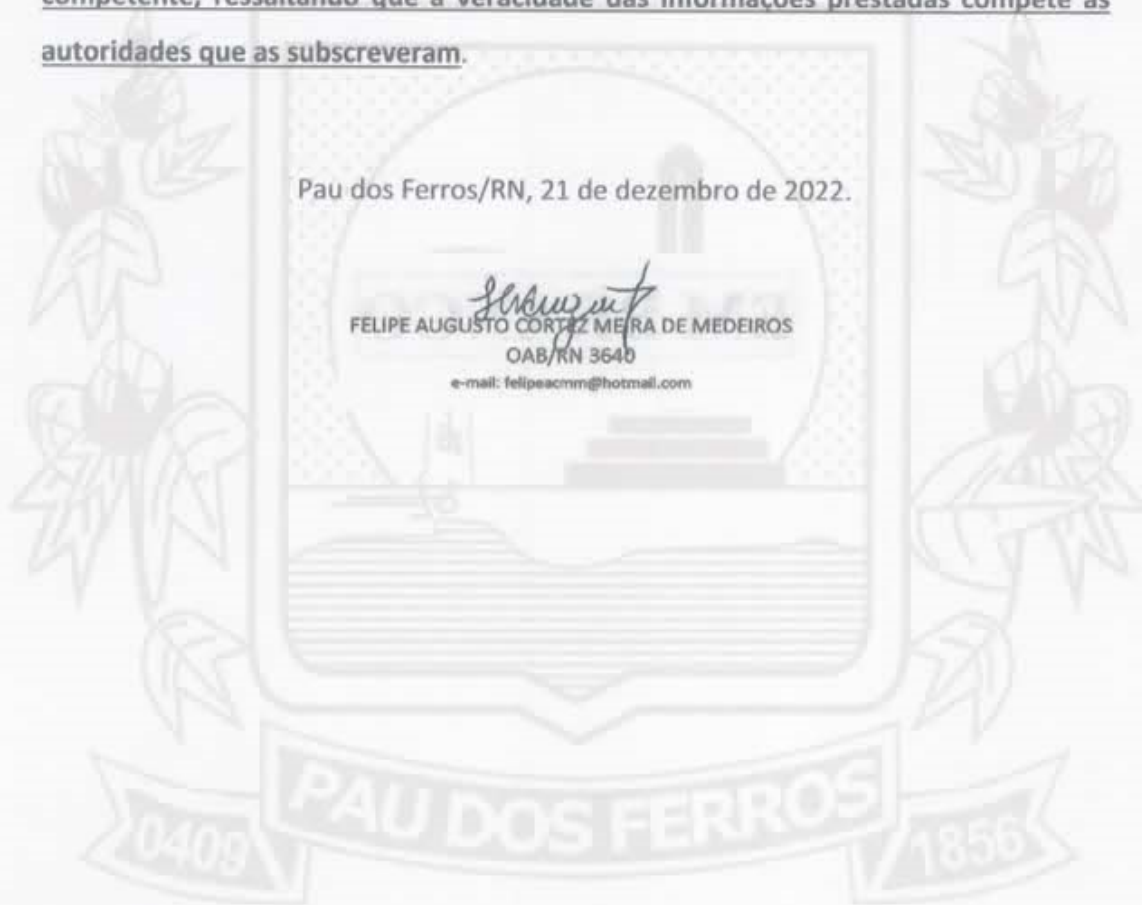 competente, ressaltando que a veracidade das informações prestadas compete às
autoridades que as subscreveram.
Pau dos Ferros/RN, 21 de dezembro de 2022.
FELIPE AUGUSTO CORTEZ MEIRA DE MEDEIROS
OAB/RN 3640
e-mail: felipeacmm@hotmail.com
PAU DOS FERROS
0409
1856